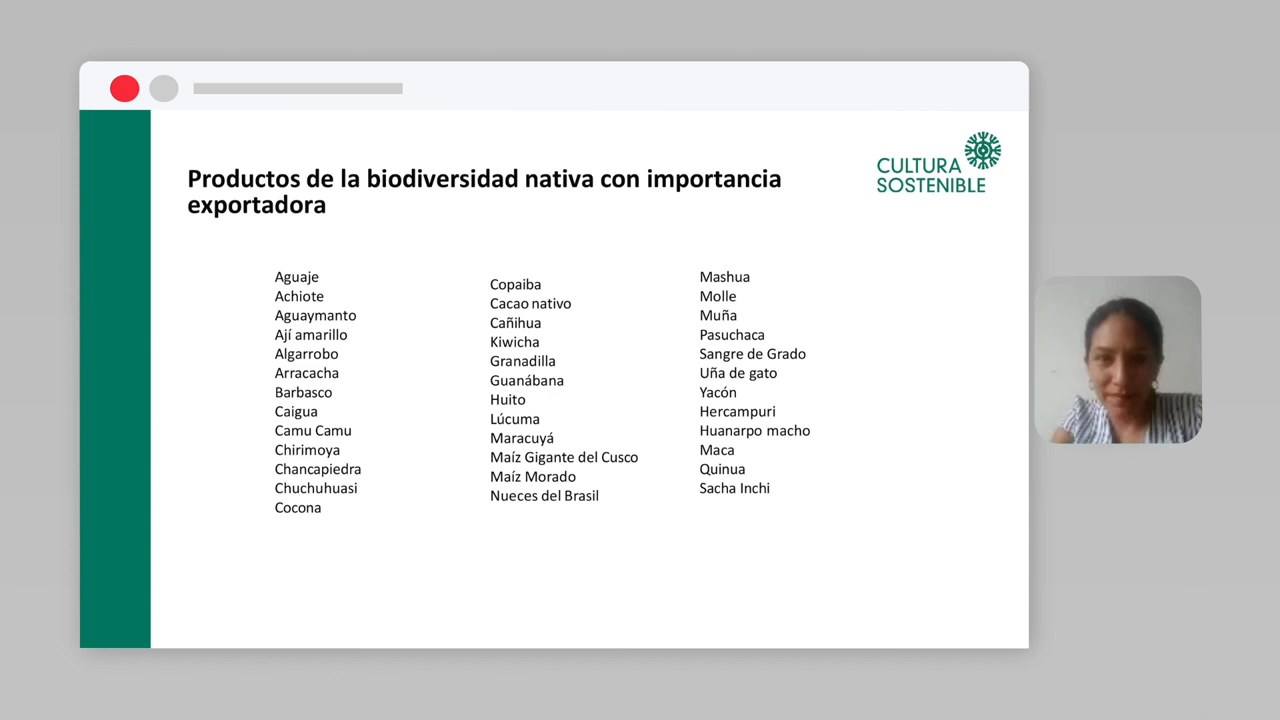 Productos de la biodiversidad nativa con importancia
exportadora
CULTURA
SOSTENIBLE
Aguaje
Achiote
Aguaymanto
Ají amarillo
Algarrobo
Arracacha
Barbasco
Caigua
Camu Camu
Chirimoya
Chancapiedra
Chuchuhuasi
Cocona
Copaiba
Cacao nativo
Cañihua
Kiwicha
Granadilla
Guanábana
Huito
Lúcuma
Maracuyá
Maíz Gigante del Cusco
Maíz Morado
Nueces del Brasil
Mashua
Molle
Muña
Pasuchaca
Sangre de Grado
Uña de gato
Yacón
Hercampuri
Huanarpo macho
Maca
Quinua
Sacha Inchi